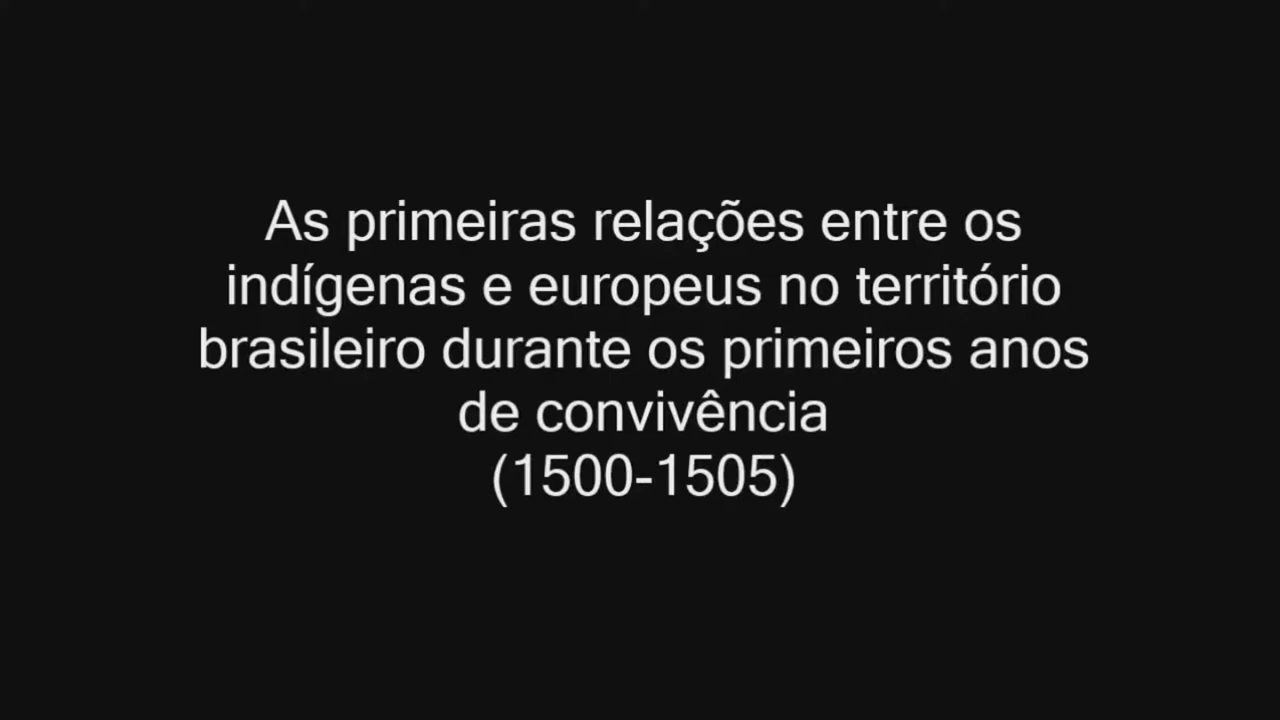 As primeiras relações entre os
indígenas e europeus no território
brasileiro durante os primeiros anos
de convivência
(1500-1505)